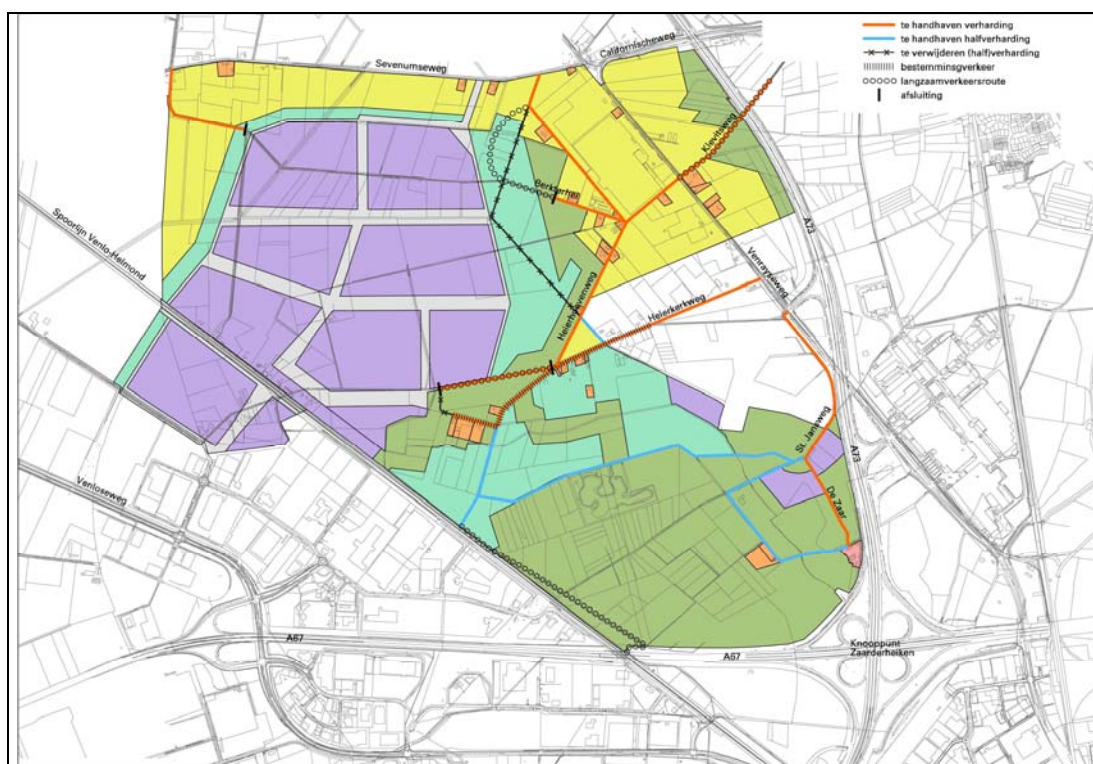 te handhaven verharding
te handhaven halfverharding
te verwijderen (half)verharding
bestemmingsverkeer
langzaamverkeersroute
afsluiting
Californischeweg
Sevenumseweg
Klevitsweg
Berkterhei
A73
Spoorlijn Venlo-Helmond
Venrayseweg
Heierhoevenweg
Heierkerkweg
St. Jansweg
A73
Venloseweg
De Zaar
A67
A67
Knooppunt
Zaarderheiken